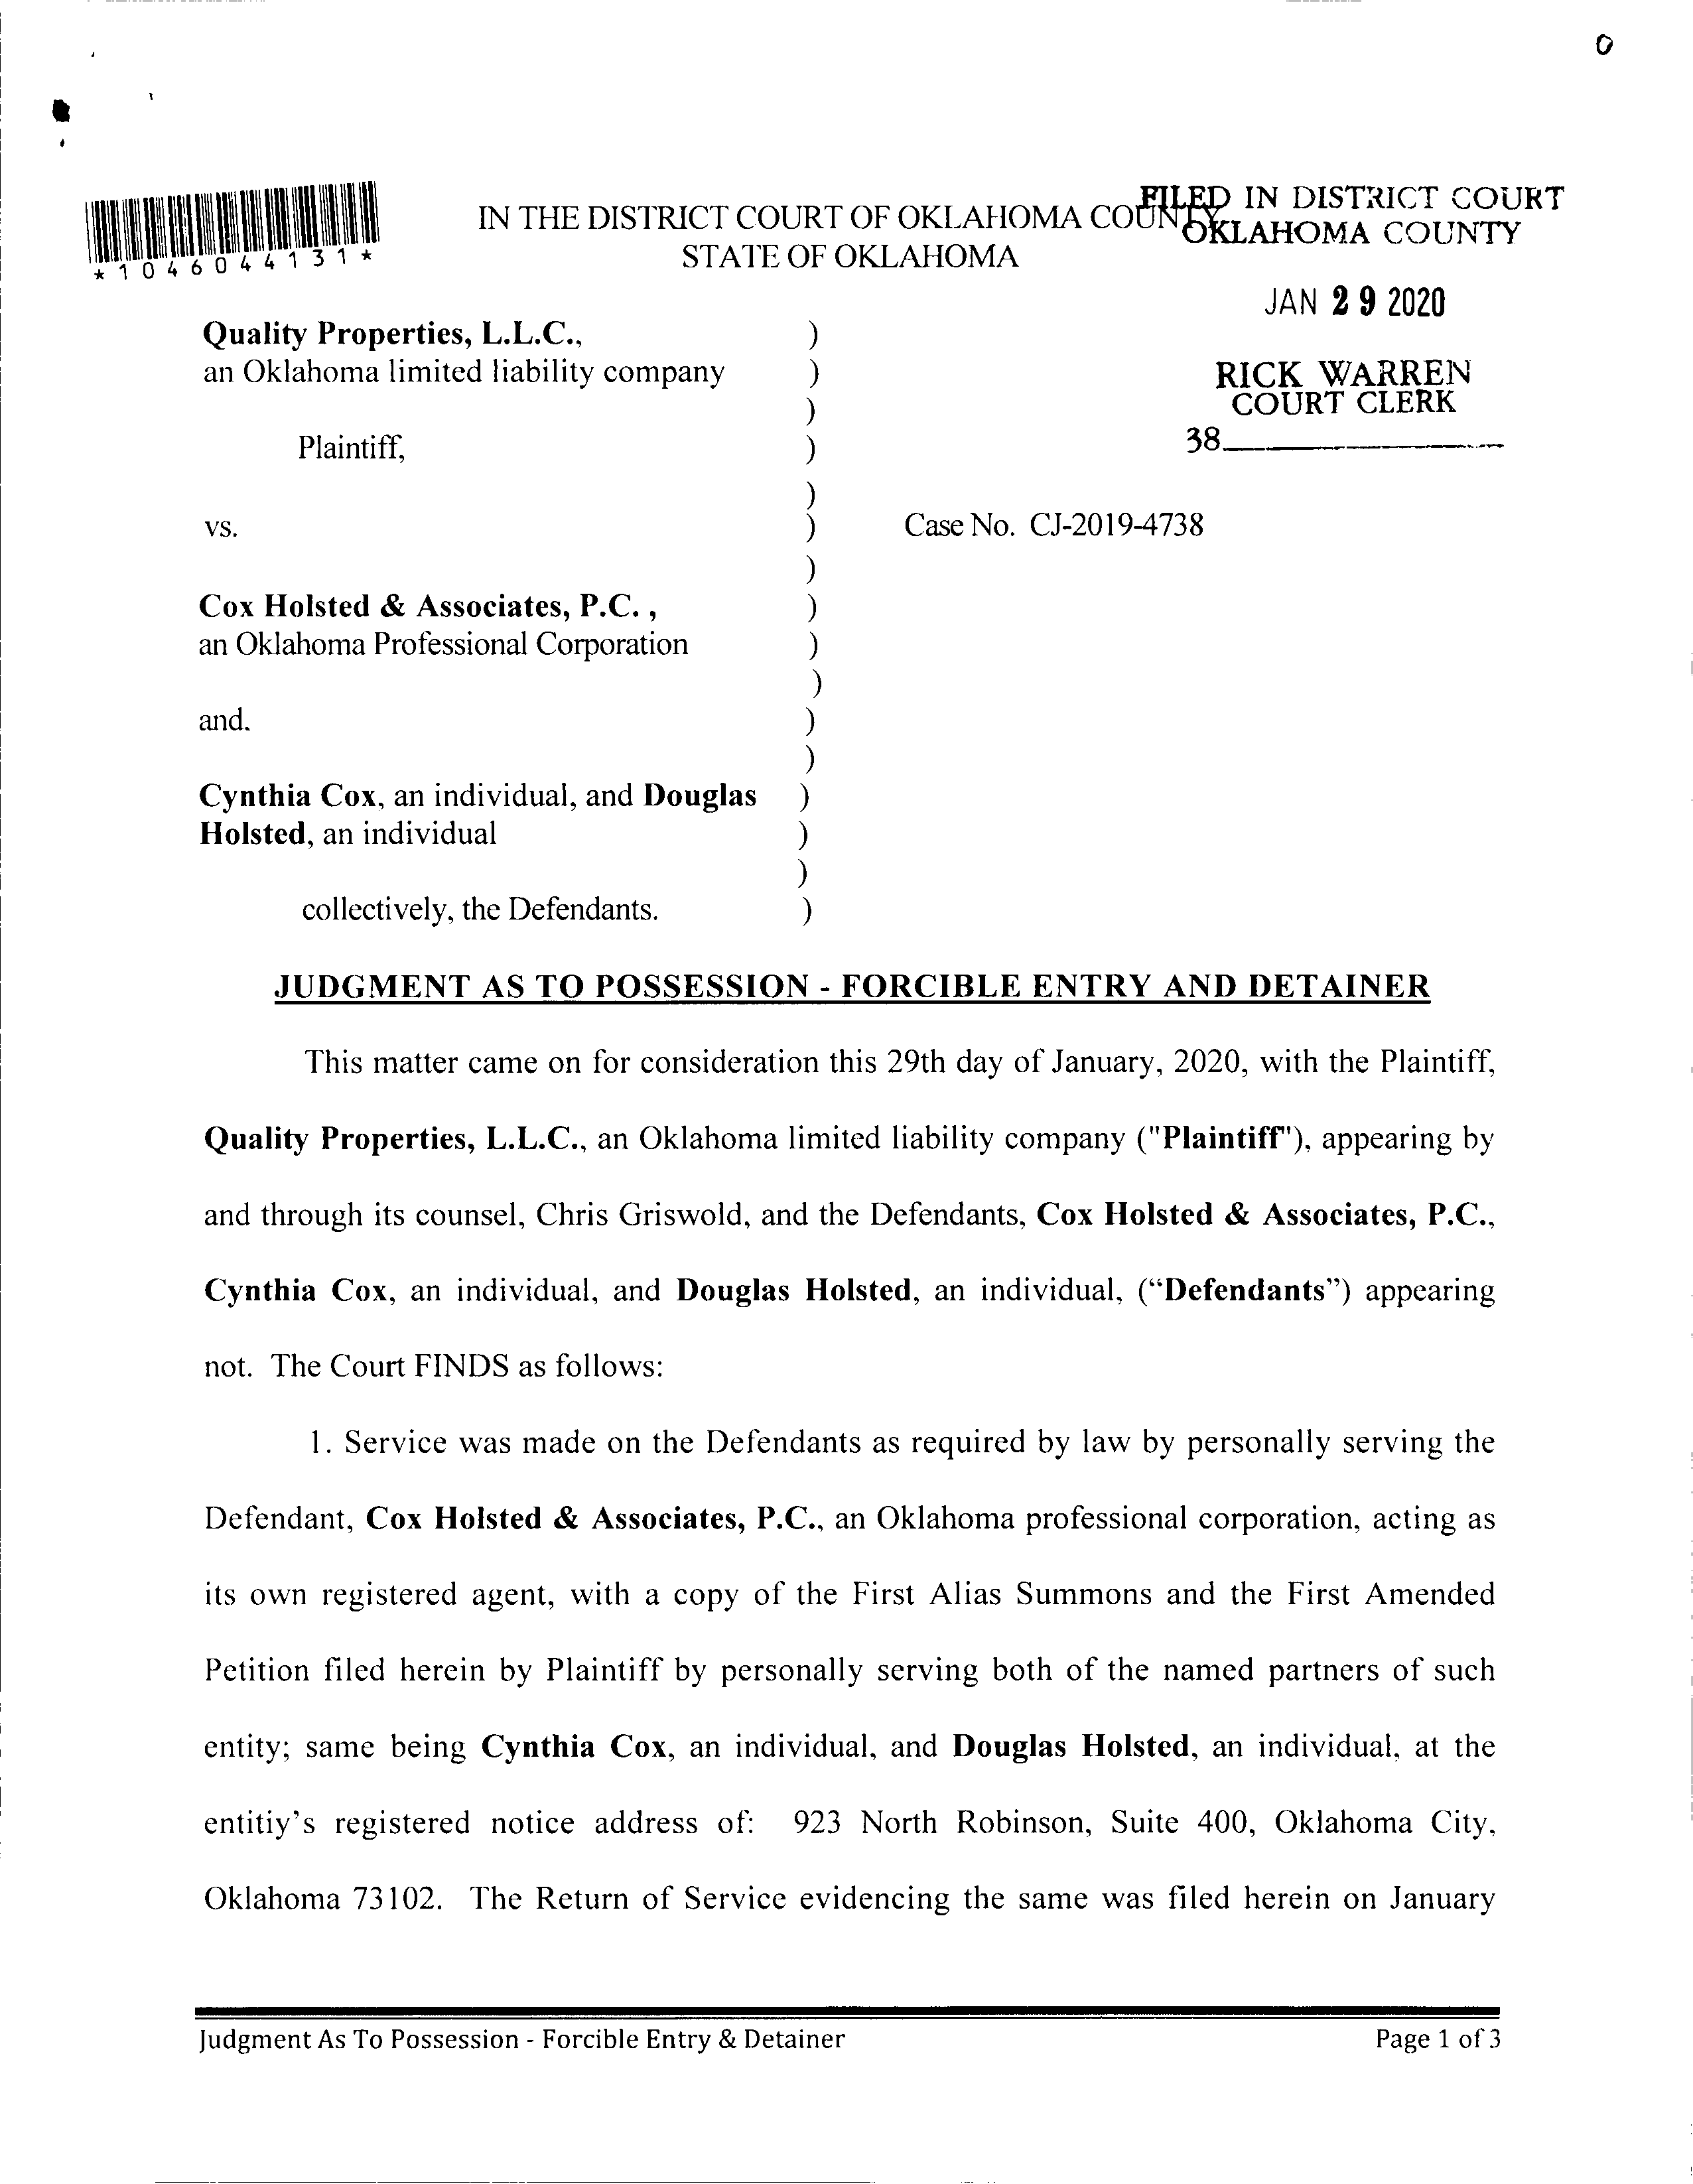 O
*1046044131*
IN THE DISTRICT COURT OF OKLAHOMA COUNTY
STATE OF OKLAHOMA
FILED IN DISTRICT COURT
OKLAHOMA COUNTY
JAN 29 2020
RICK WARREN
COURT CLERK
38
Quality Properties, L.L.C., )
an Oklahoma limited liability company )
)
Plaintiff, )
)
vs. ) Case No. CJ-2019-4738
)
Cox Holsted & Associates, P.C. , )
an Oklahoma Professional Corporation )
)
and. )
)
Cynthia Cox, an individual, and Douglas )
Holsted, an individual )
)
collectively, the Defendants. )
JUDGMENT AS TO POSSESSION - FORCIBLE ENTRY AND DETAINER
This matter came on for consideration this 29th day of January, 2020, with the Plaintiff,
Quality Properties, L.L.C., an Oklahoma limited liability company ("Plaintiff"), appearing by
and through its counsel, Chris Griswold, and the Defendants, Cox Holsted & Associates, P.C.,
Cynthia Cox, an individual, and Douglas Holsted, an individual, (“Defendants”) appearing
not. The Court FINDS as follows:
1. Service was made on the Defendants as required by law by personally serving the
Defendant, Cox Holsted & Associates, P.C., an Oklahoma professional corporation, acting as
its own registered agent, with a copy of the First Alias Summons and the First Amended
Petition filed herein by Plaintiff by personally serving both of the named partners of such
entity; same being Cynthia Cox, an individual, and Douglas Holsted, an individual, at the
entitiy’s registered notice address of: 923 North Robinson, Suite 400, Oklahoma City,
Oklahoma 73102. The Return of Service evidencing the same was filed herein on January
Judgment As To Possession - Forcible Entry & Detainer Page 1 of 3